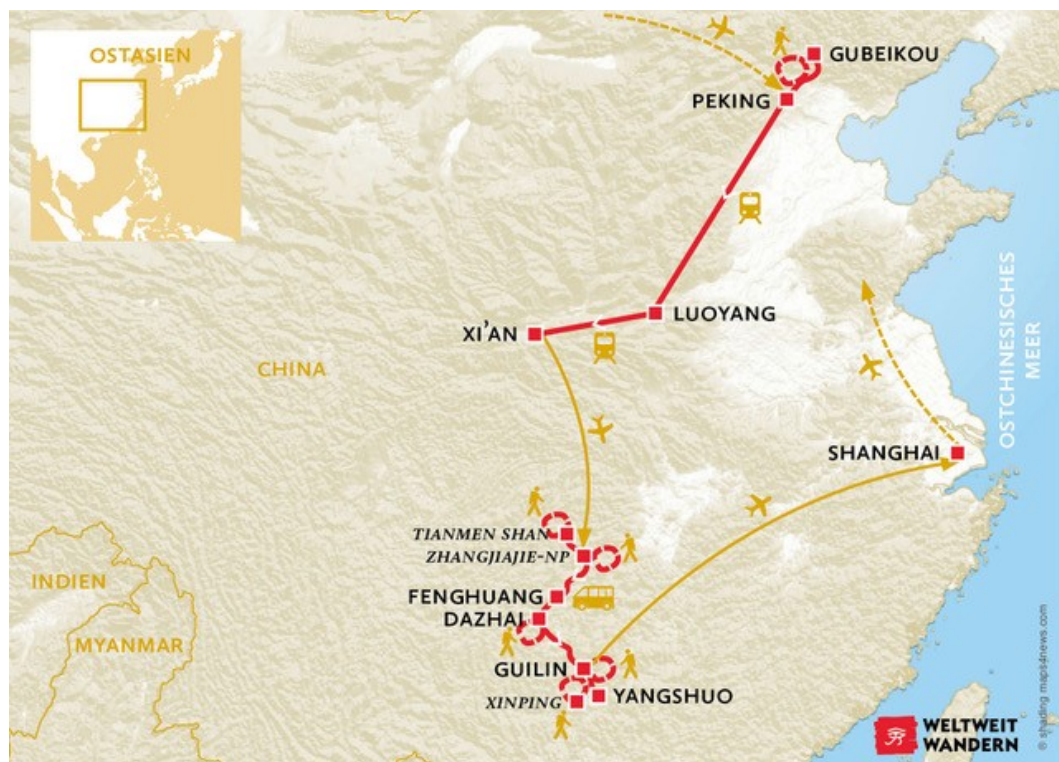 OSTASIEN
GUBEIKOU
PEKING
LUOYANG
XI'AN
CHINA
OSTCHINESISCHES
MEER
SHANGHAI
TIANMEN SHAN
ZHANGJIAJIE-NP
INDIEN
FENGHUANG
DAZHAI
MYANMAR
GUILIN
XINPING
YANGSHUO
WELTWEIT
WANDERN
© shading maps4news.com